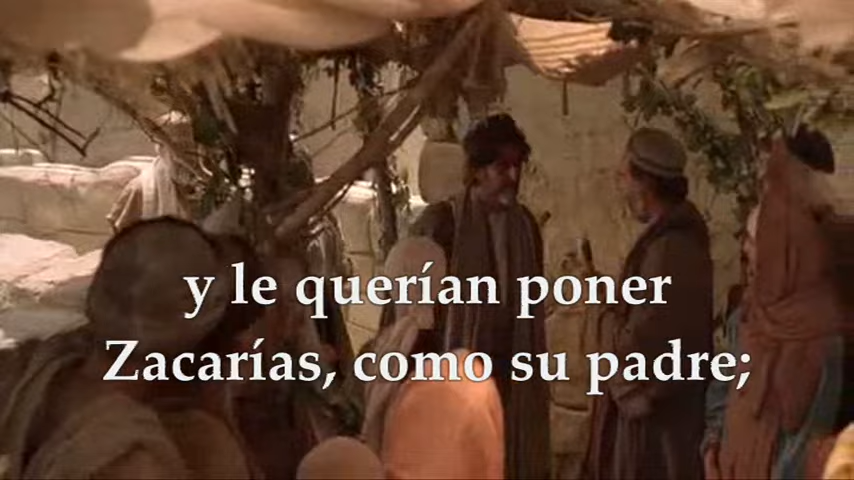 y le querían poner
Zacarías, como su padre;